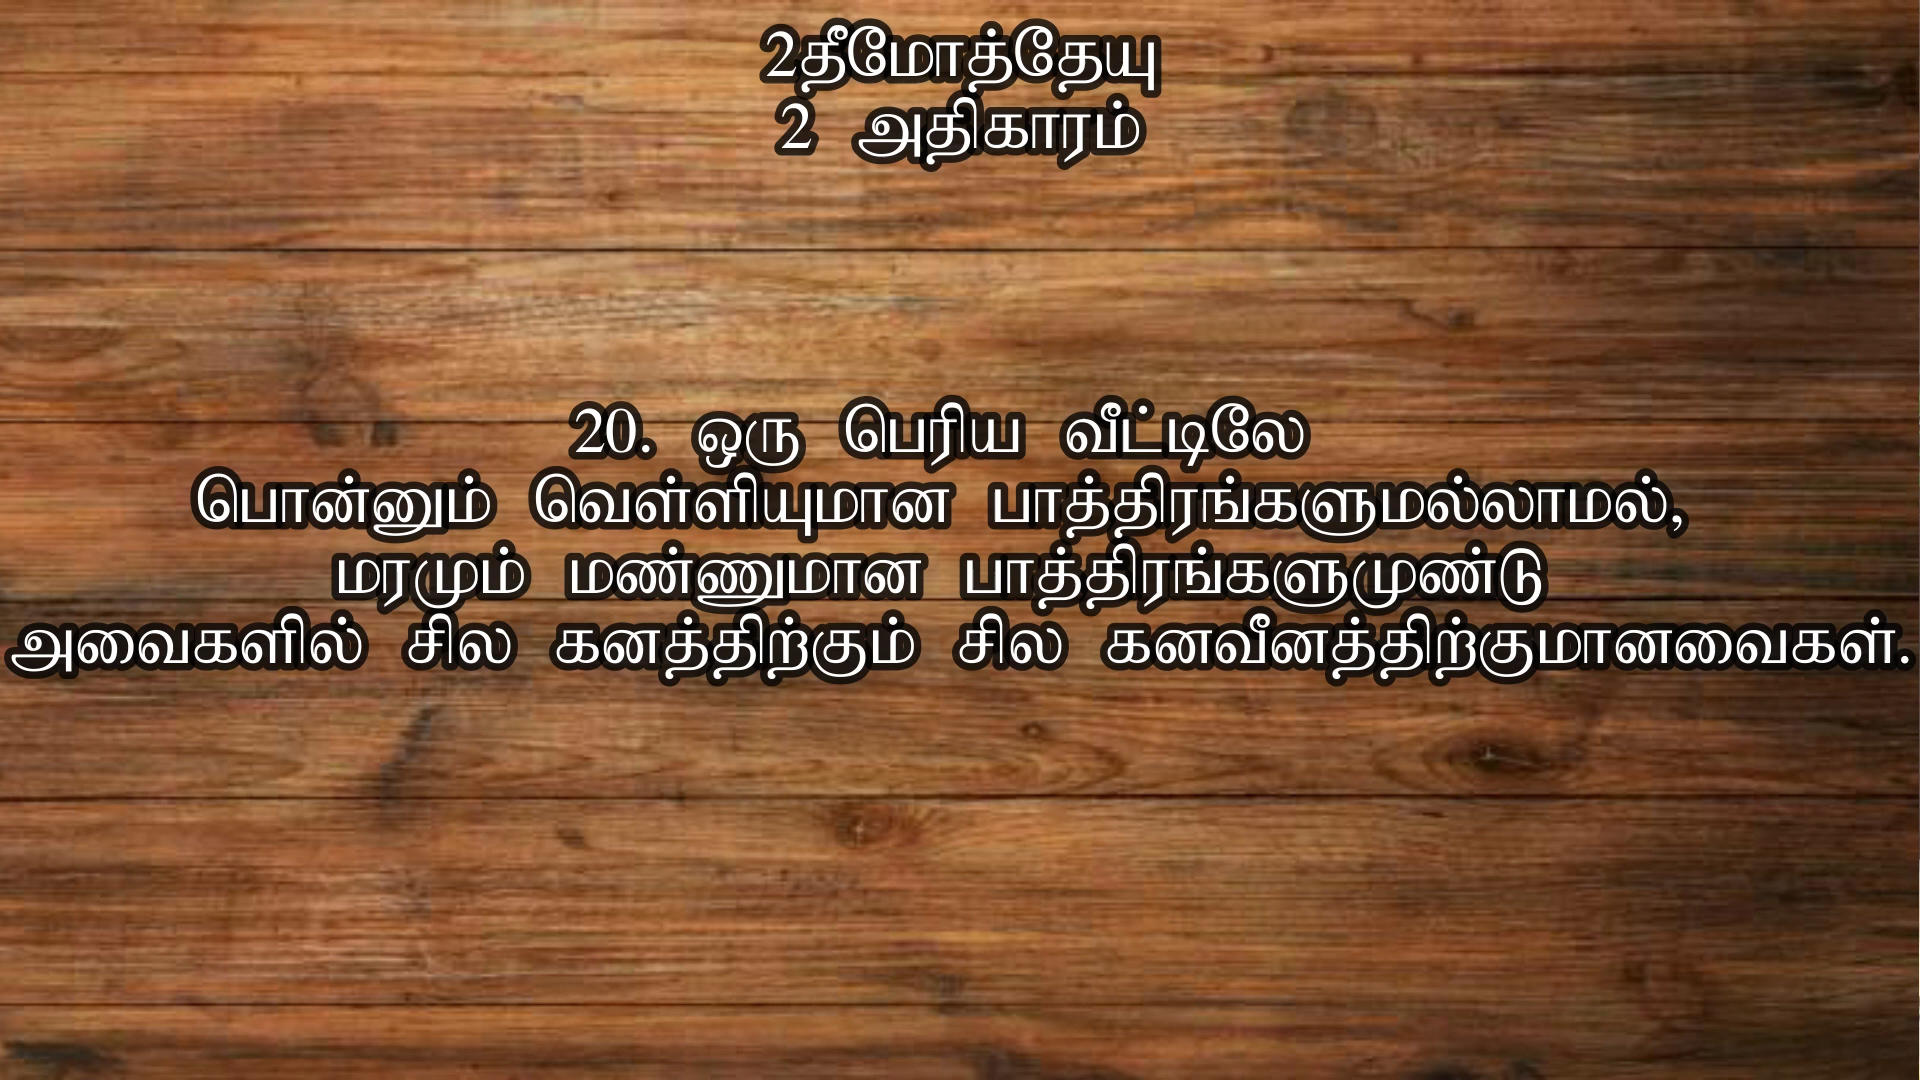 2தீமோத்தேயு
2 அதிகாரம்
20. ஒரு பெரிய வீட்டிலே
பொன்னும் வெள்ளியுமான பாத்திரங்களுமல்லாமல்,
மரமும் மண்ணுமான பாத்திரங்களுமுண்டு
அவைகளில் சில கனத்திற்கும் சில கனவீனத்திற்குமானவைகள்.